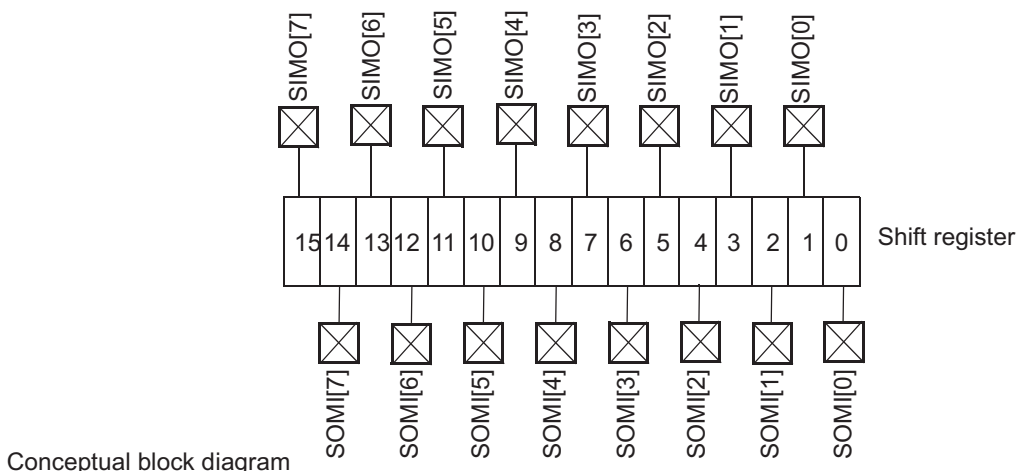 SIMO[7] SIMO[6] SIMO[5] SIMO[4] SIMO[3] SIMO[2] SIMO[1] SIMO[0]
15 14 13 12 11 10 9 8 7 6 5 4 3 2 1 0 Shift register
SOMI[7] SOMI[6] SOMI[5] SOMI[4] SOMI[3] SOMI[2] SOMI[1] SOMI[0]
Conceptual block diagram